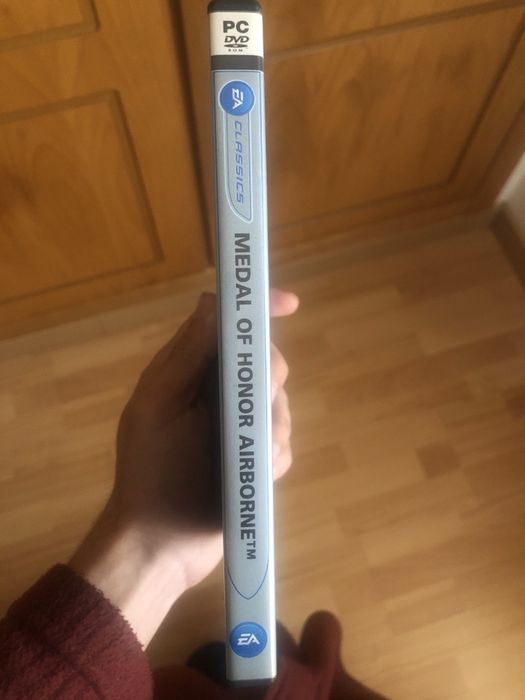 PC
DVD
ROM
EA
CLASSICS
MEDAL OF HONOR AIRBORNE™
EA